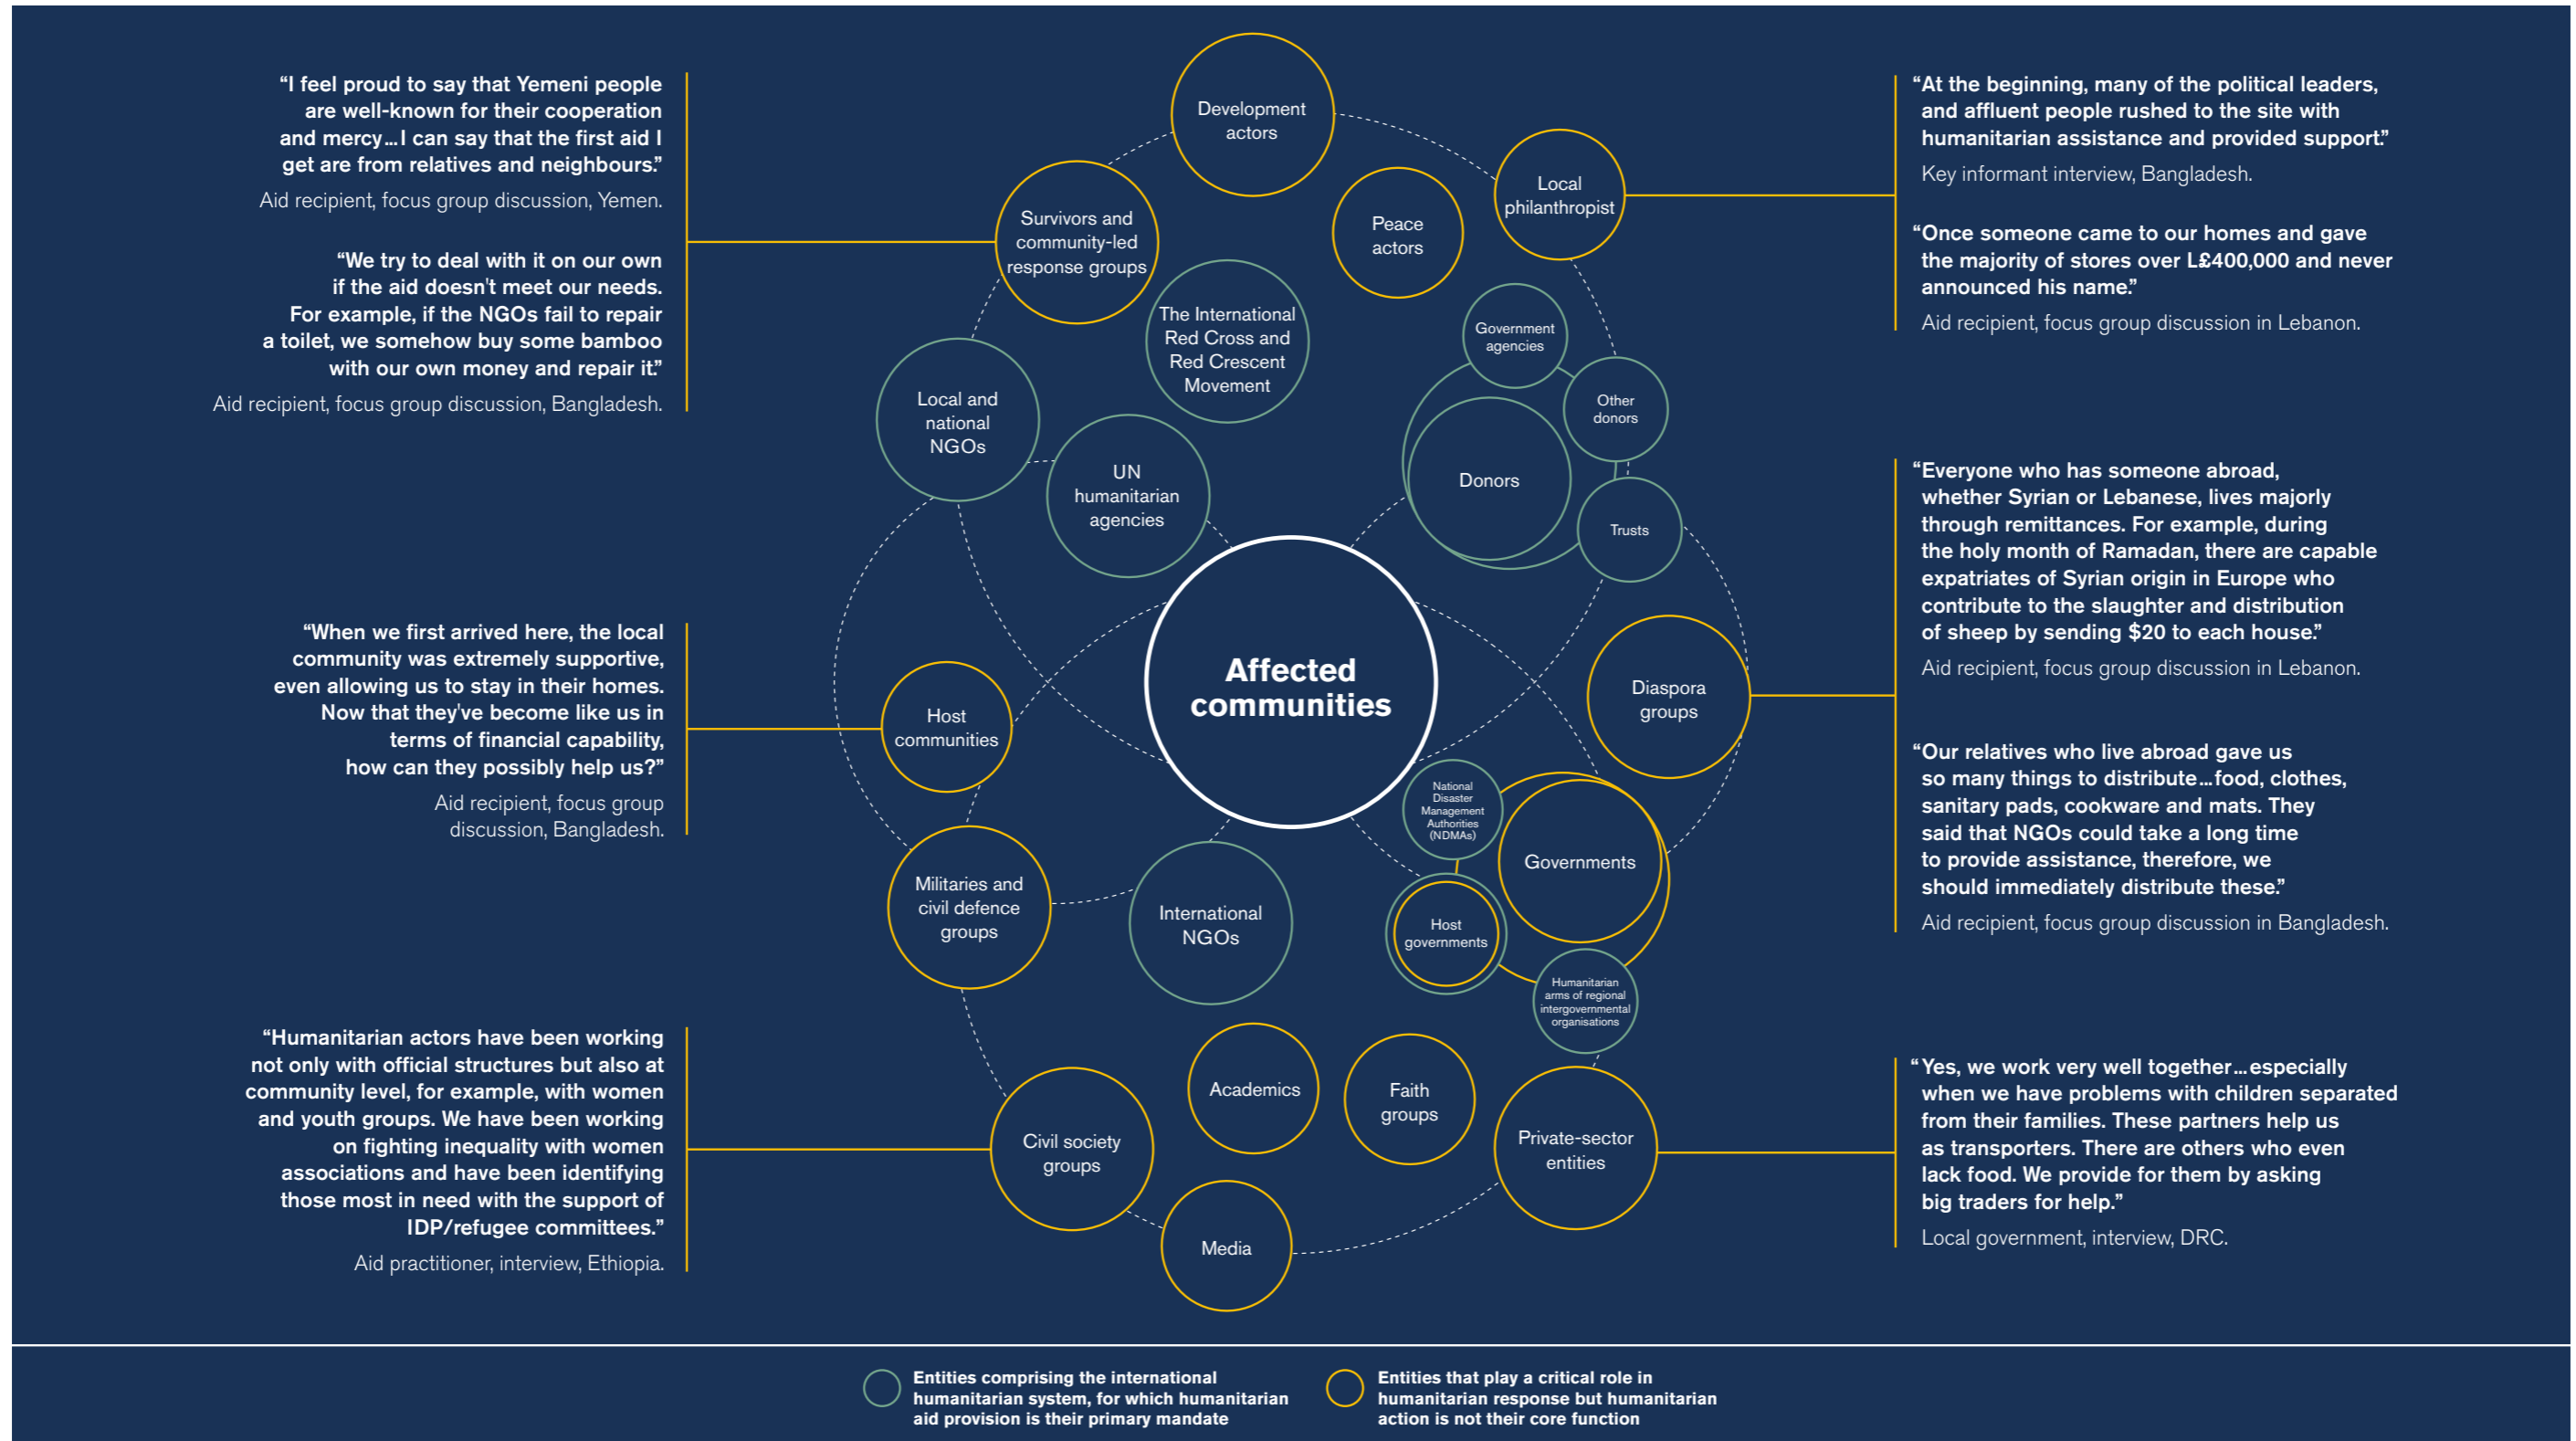 “I feel proud to say that Yemeni people
are well-known for their cooperation
and mercy...I can say that the first aid I
get are from relatives and neighbours.”
Aid recipient, focus group discussion, Yemen.
“We try to deal with it on our own
if the aid doesn't meet our needs.
For example, if the NGOs fail to repair
a toilet, we somehow buy some bamboo
with our own money and repair it.”
Aid recipient, focus group discussion, Bangladesh.
“When we first arrived here, the local
community was extremely supportive,
even allowing us to stay in their homes.
Now that they've become like us in
terms of financial capability,
how can they possibly help us?”
Aid recipient, focus group
discussion, Bangladesh.
“Humanitarian actors have been working
not only with official structures but also at
community level, for example, with women
and youth groups. We have been working
on fighting inequality with women
associations and have been identifying
those most in need with the support of
IDP/refugee committees.”
Aid practitioner, interview, Ethiopia.
Development
actors
Survivors and
community-led
response groups
Peace
actors
Local
philanthropist
The International
Red Cross and
Red Crescent
Movement
Government
agencies
Other
donors
Local and
national
NGOs
UN
humanitarian
agencies
Donors
Trusts
Affected
communities
Diaspora
groups
Host
communities
National
Disaster
Management
Authorities
(NDMAs)
Governments
Militaries and
civil defence
groups
International
NGOs
Host
governments
Humanitarian
arms of regional
intergovernmental
organisations
Academics
Faith
groups
Civil society
groups
Private-sector
entities
Media
“At the beginning, many of the political leaders,
and affluent people rushed to the site with
humanitarian assistance and provided support.”
Key informant interview, Bangladesh.
“Once someone came to our homes and gave
the majority of stores over L£400,000 and never
announced his name.”
Aid recipient, focus group discussion in Lebanon.
“Everyone who has someone abroad,
whether Syrian or Lebanese, lives majorly
through remittances. For example, during
the holy month of Ramadan, there are capable
expatriates of Syrian origin in Europe who
contribute to the slaughter and distribution
of sheep by sending $20 to each house.”
Aid recipient, focus group discussion in Lebanon.
“Our relatives who live abroad gave us
so many things to distribute...food, clothes,
sanitary pads, cookware and mats. They
said that NGOs could take a long time
to provide assistance, therefore, we
should immediately distribute these.”
Aid recipient, focus group discussion in Bangladesh.
“Yes, we work very well together...especially
when we have problems with children separated
from their families. These partners help us
as transporters. There are others who even
lack food. We provide for them by asking
big traders for help.”
Local government, interview, DRC.
Entities comprising the international
humanitarian system, for which humanitarian
aid provision is their primary mandate
Entities that play a critical role in
humanitarian response but humanitarian
action is not their core function